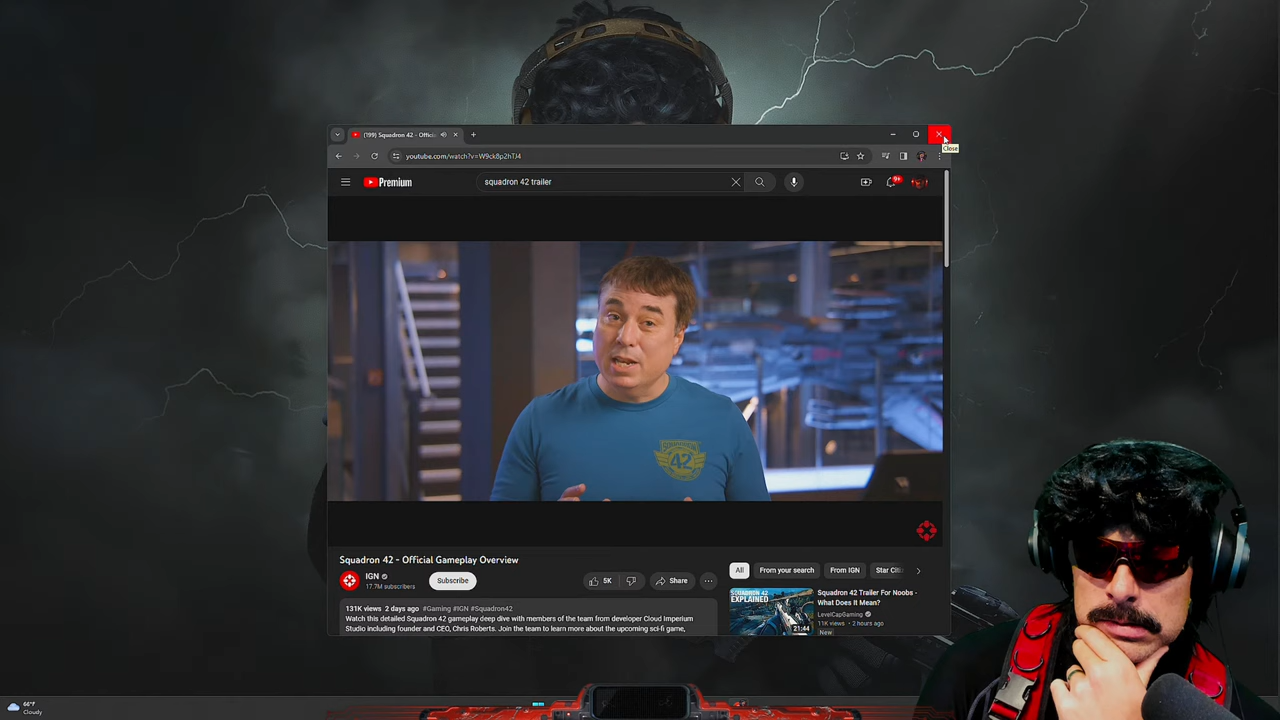 (199) Squadron 42 - Offici
Close
youtube.com/watch?v=W9ck8p2hTJ4
Premium
squadron 42 trailer
9+
42
Squadron 42 - Official Gameplay Overview
IGN
17.7M subscribers
Subscribe
5K
Share
131K views 2 days ago #Gaming #IGN #Squadron42
Watch this detailed Squadron 42 gameplay deep dive with members of the team from developer Cloud Imperium
Studio including founder and CEO, Chris Roberts. Join the team to learn more about the upcoming sci-fi game,
All
From your search
From IGN
Star Citi
SQUADRON 42
EXPLAINED
21:44
Squadron 42 Trailer For Noobs -
What Does It Mean?
LevelCapGaming
11K views • 2 hours ago
New
66°F
Cloudy